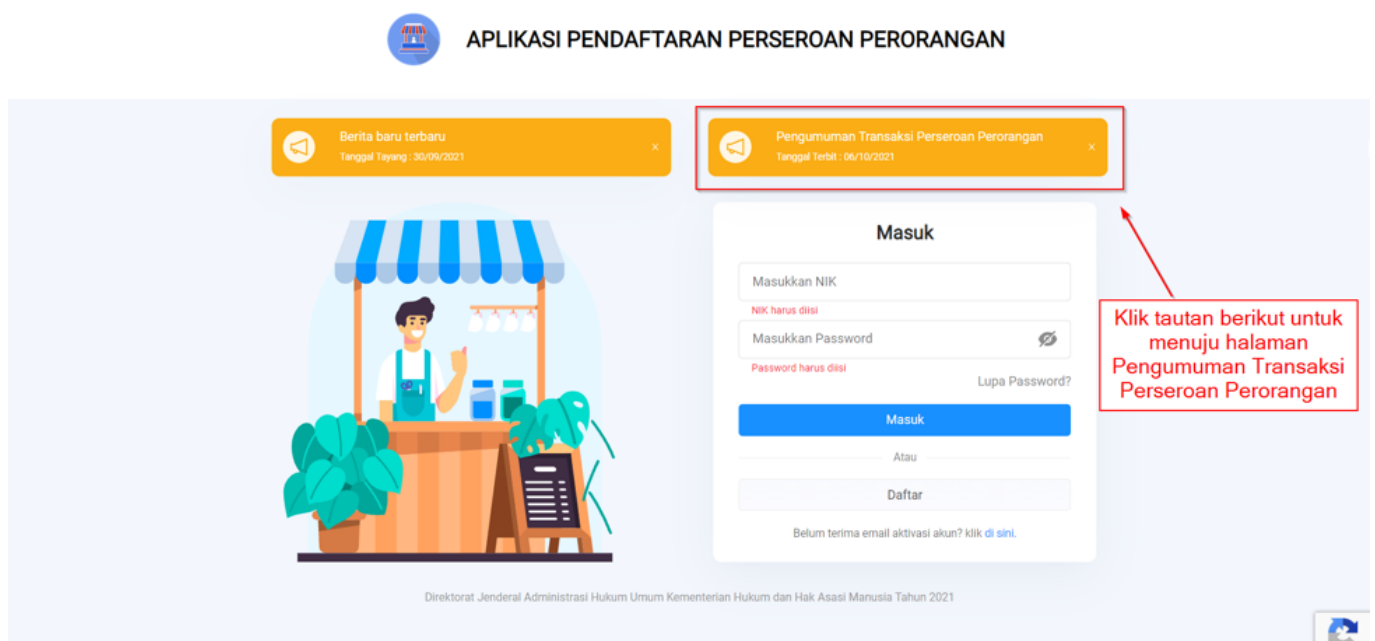 APLIKASI PENDAFTARAN PERSEROAN PERORANGAN
Berita baru terbaru
Tanggal Tayang : 30/09/2021
x
Pengumuman Transaksi Perseroan Perorangan
Tanggal Terbit : 06/10/2021
x
Masuk
Masukkan NIK
NIK harus diisi
Masukkan Password
Password harus diisi
Lupa Password?
Masuk
Atau
Daftar
Belum terima email aktivasi akun? klik di sini.
Klik tautan berikut untuk
menuju halaman
Pengumuman Transaksi
Perseroan Perorangan
Direktorat Jenderal Administrasi Hukum Umum Kementerian Hukum dan Hak Asasi Manusia Tahun 2021